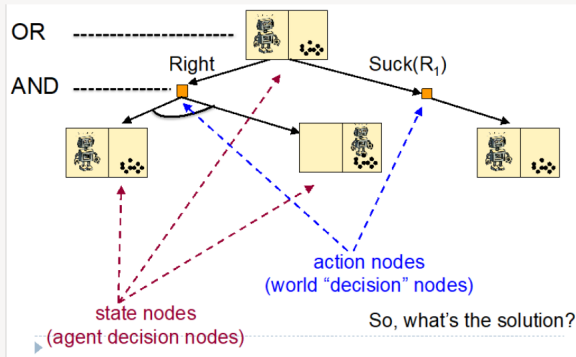 OR
Right
Suck(R₁)
AND
action nodes
(world “decision” nodes)
state nodes
(agent decision nodes)
So, what's the solution?